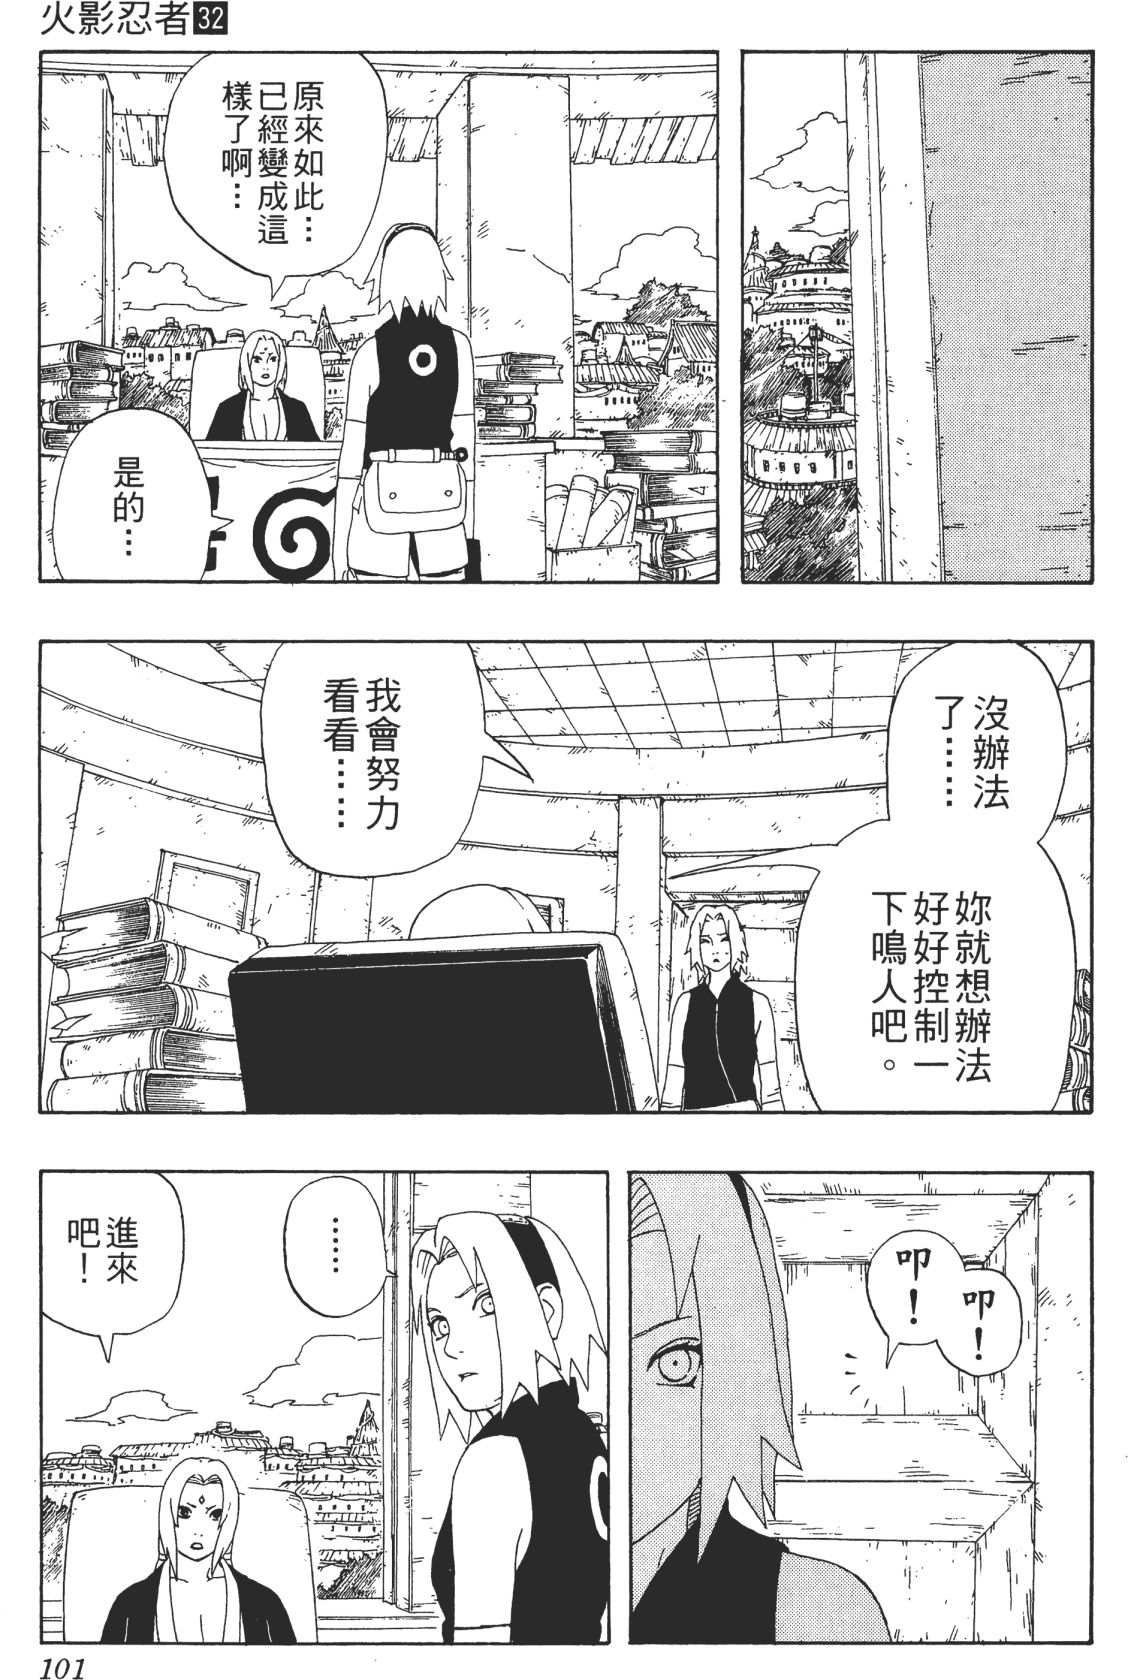 火影忍者32
原來如此…
已經變成這
樣了啊…
是的…
沒辦法
了……
妳就想辦法
好好控制一
下鳴人吧。
我會努力
看看……
叩！
叩！
……
進來
吧！
101